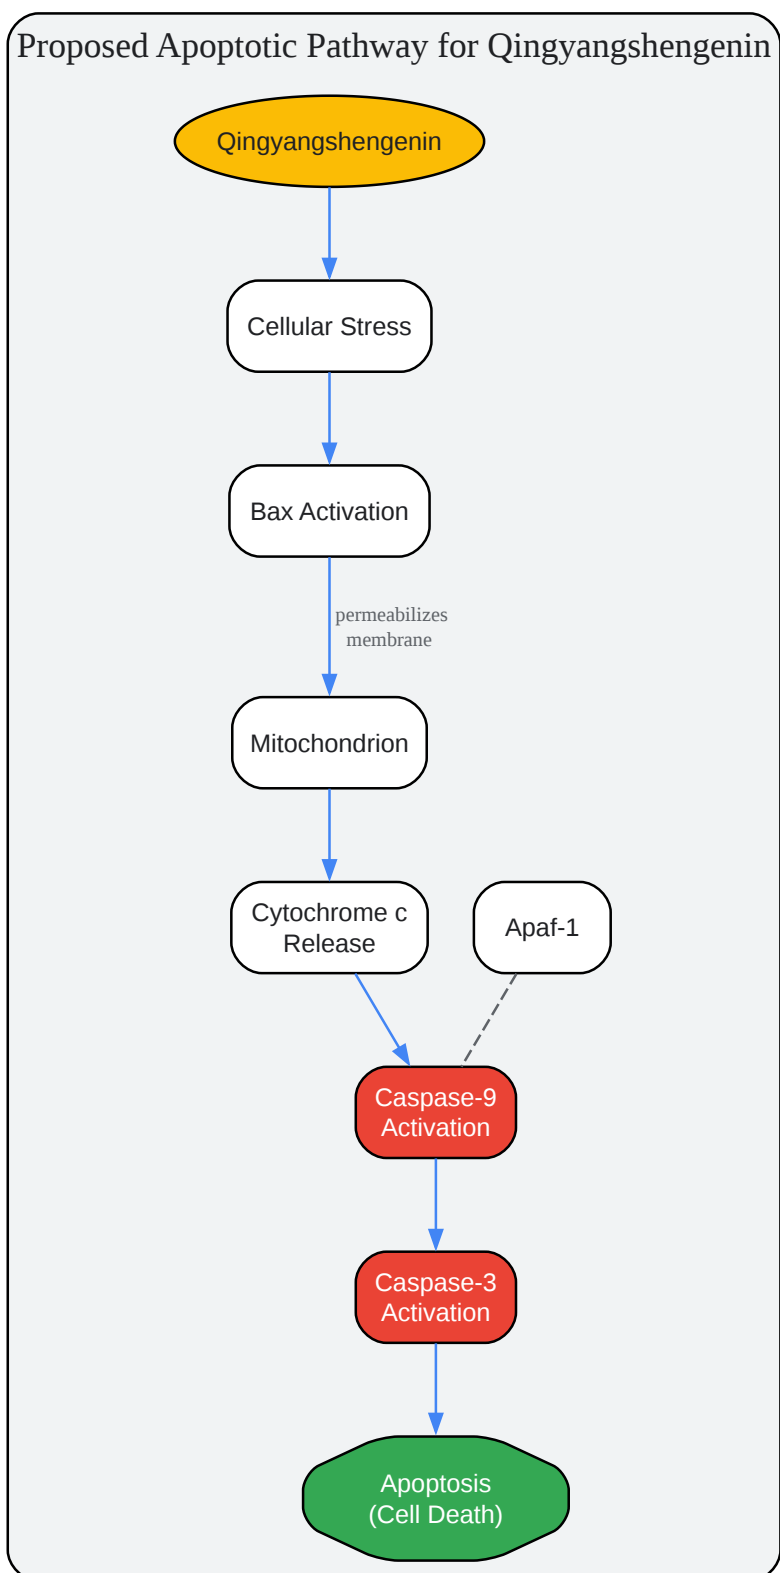 Proposed Apoptotic Pathway for Qingyangshengenin
Qingyangshengenin
Cellular Stress
Bax Activation
permeabilizes
membrane
Mitochondrion
Cytochrome c
Release
Apaf-1
Caspase-9
Activation
Caspase-3
Activation
Apoptosis
(Cell Death)